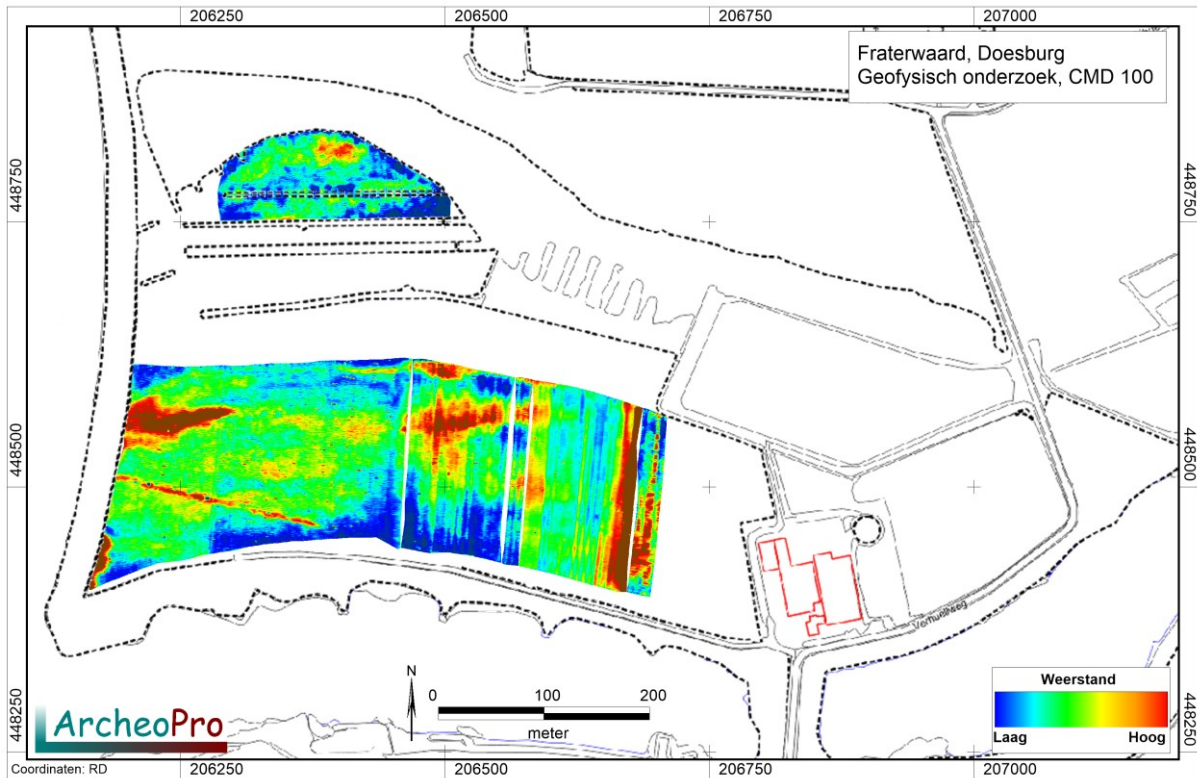 206250 206500 206750 207000
Fraterwaard, Doesburg
Geofysisch onderzoek, CMD 100
448750 448750
448500 448500
Verhuellweg
N
0 100 200
meter
Weerstand
Laag Hoog
448250 448250
ArcheoPro
206250 206500 206750 207000
Coordinaten: RD